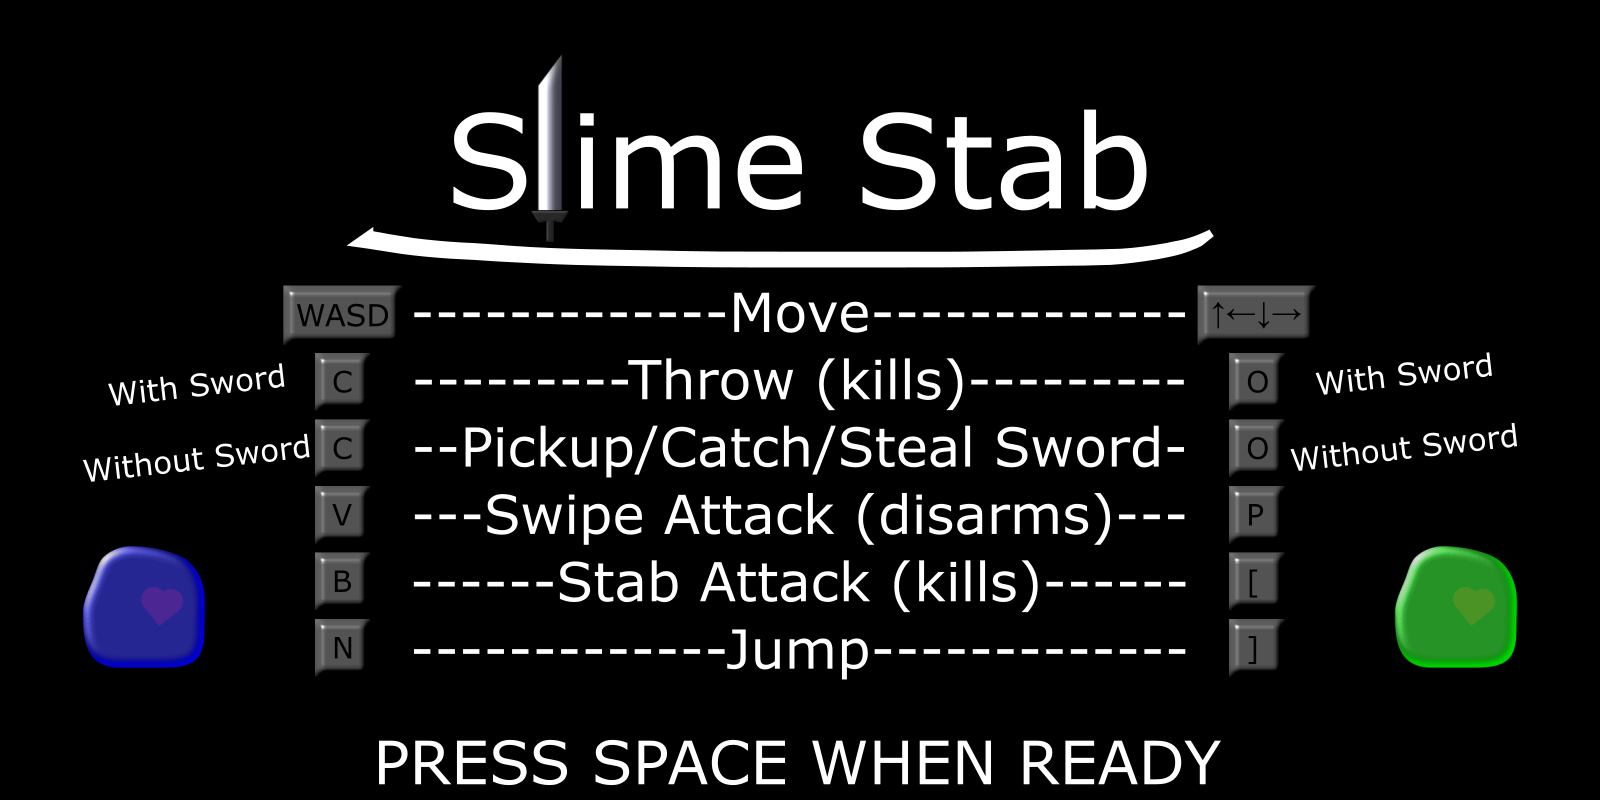 Slime Stab
WASD -------------Move------------- ↑←↓→
With Sword C ---------Throw (kills)--------- O With Sword
Without Sword C --Pickup/Catch/Steal Sword- O Without Sword
V ---Swipe Attack (disarms)--- P
B ------Stab Attack (kills)------ [
N -------------Jump------------- ]
PRESS SPACE WHEN READY